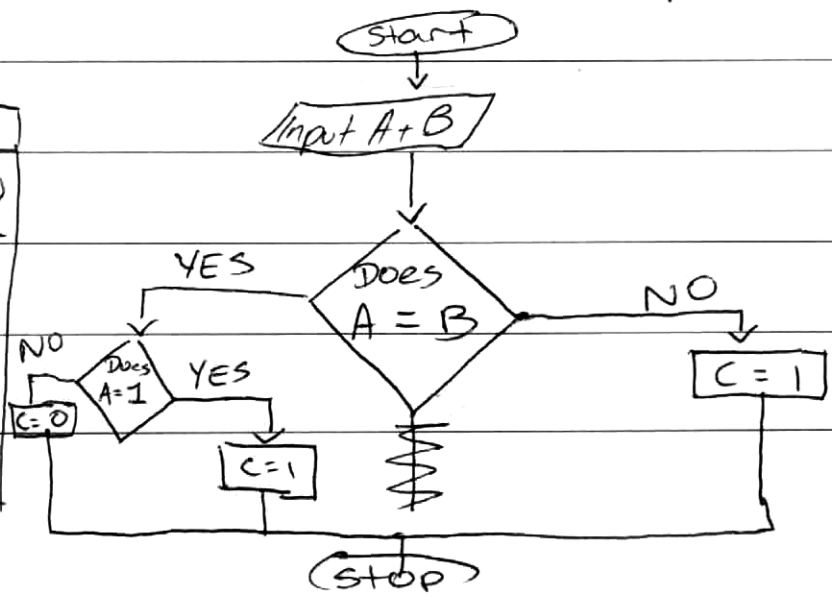 start
Input A + B
YES
Does
A = B
NO
NO
Does
A=1
YES
C = 1
C= 0
C=1
stop